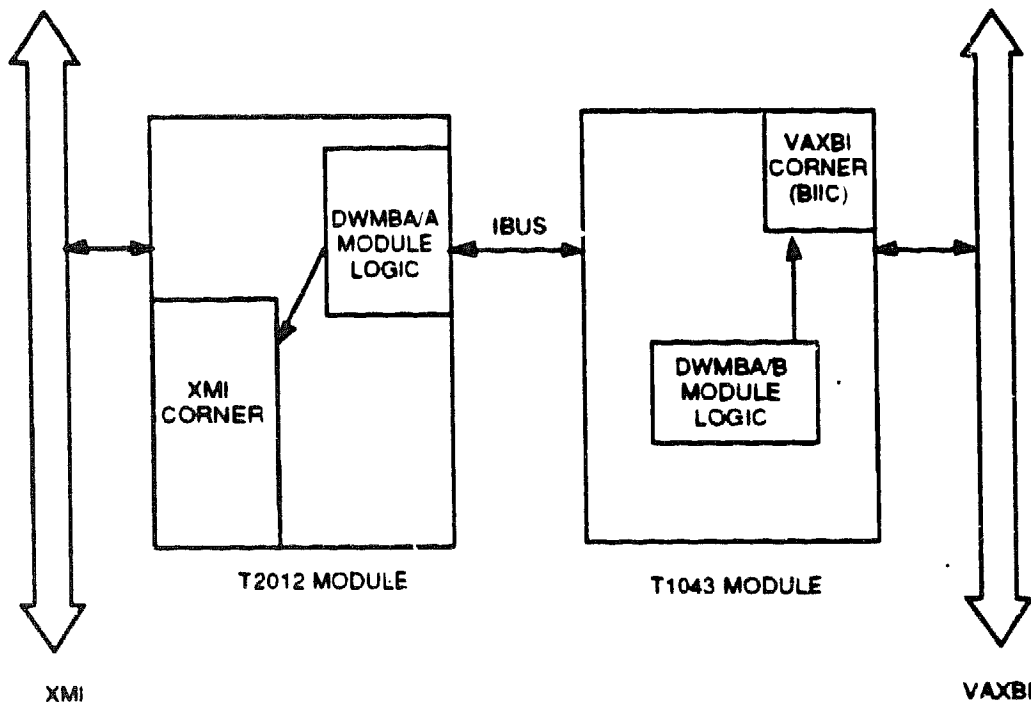 VAXBI
CORNER
(BIIC)
DWMBA/A
MODULE
LOGIC
IBUS
XMI
CORNER
DWMBA/B
MODULE
LOGIC
T2012 MODULE
T1043 MODULE
XMI
VAXBI